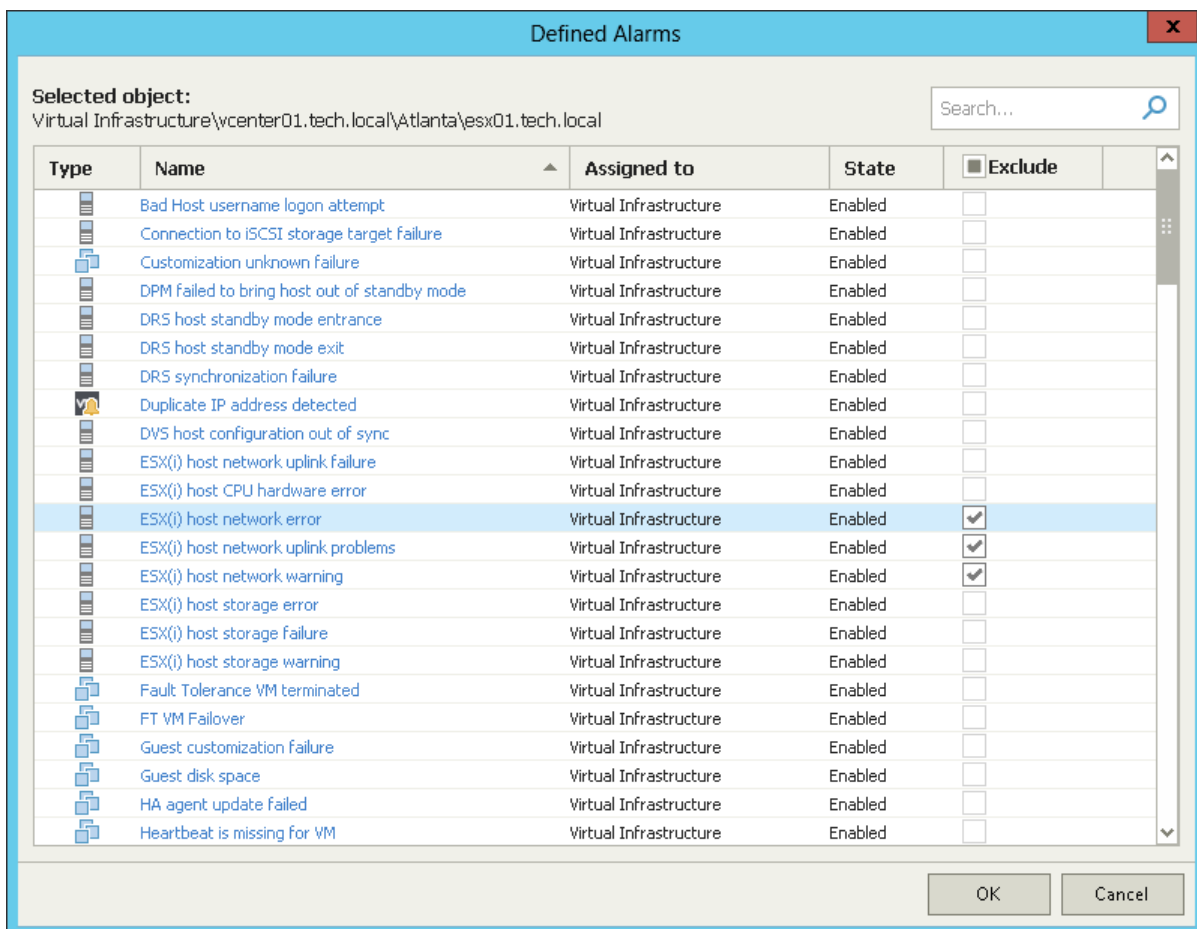 Defined Alarms
x
Selected object:
Virtual Infrastructure\vcenter01.tech.local\Atlanta\esx01.tech.local
Search...
Type Name Assigned to State Exclude
Bad Host username logon attempt Virtual Infrastructure Enabled
Connection to iSCSI storage target failure Virtual Infrastructure Enabled
Customization unknown failure Virtual Infrastructure Enabled
DPM failed to bring host out of standby mode Virtual Infrastructure Enabled
DRS host standby mode entrance Virtual Infrastructure Enabled
DRS host standby mode exit Virtual Infrastructure Enabled
DRS synchronization failure Virtual Infrastructure Enabled
Duplicate IP address detected Virtual Infrastructure Enabled
DVS host configuration out of sync Virtual Infrastructure Enabled
ESX(i) host network uplink failure Virtual Infrastructure Enabled
ESX(i) host CPU hardware error Virtual Infrastructure Enabled
ESX(i) host network error Virtual Infrastructure Enabled
ESX(i) host network uplink problems Virtual Infrastructure Enabled
ESX(i) host network warning Virtual Infrastructure Enabled
ESX(i) host storage error Virtual Infrastructure Enabled
ESX(i) host storage failure Virtual Infrastructure Enabled
ESX(i) host storage warning Virtual Infrastructure Enabled
Fault Tolerance VM terminated Virtual Infrastructure Enabled
FT VM Failover Virtual Infrastructure Enabled
Guest customization failure Virtual Infrastructure Enabled
Guest disk space Virtual Infrastructure Enabled
HA agent update failed Virtual Infrastructure Enabled
Heartbeat is missing for VM Virtual Infrastructure Enabled
OK Cancel